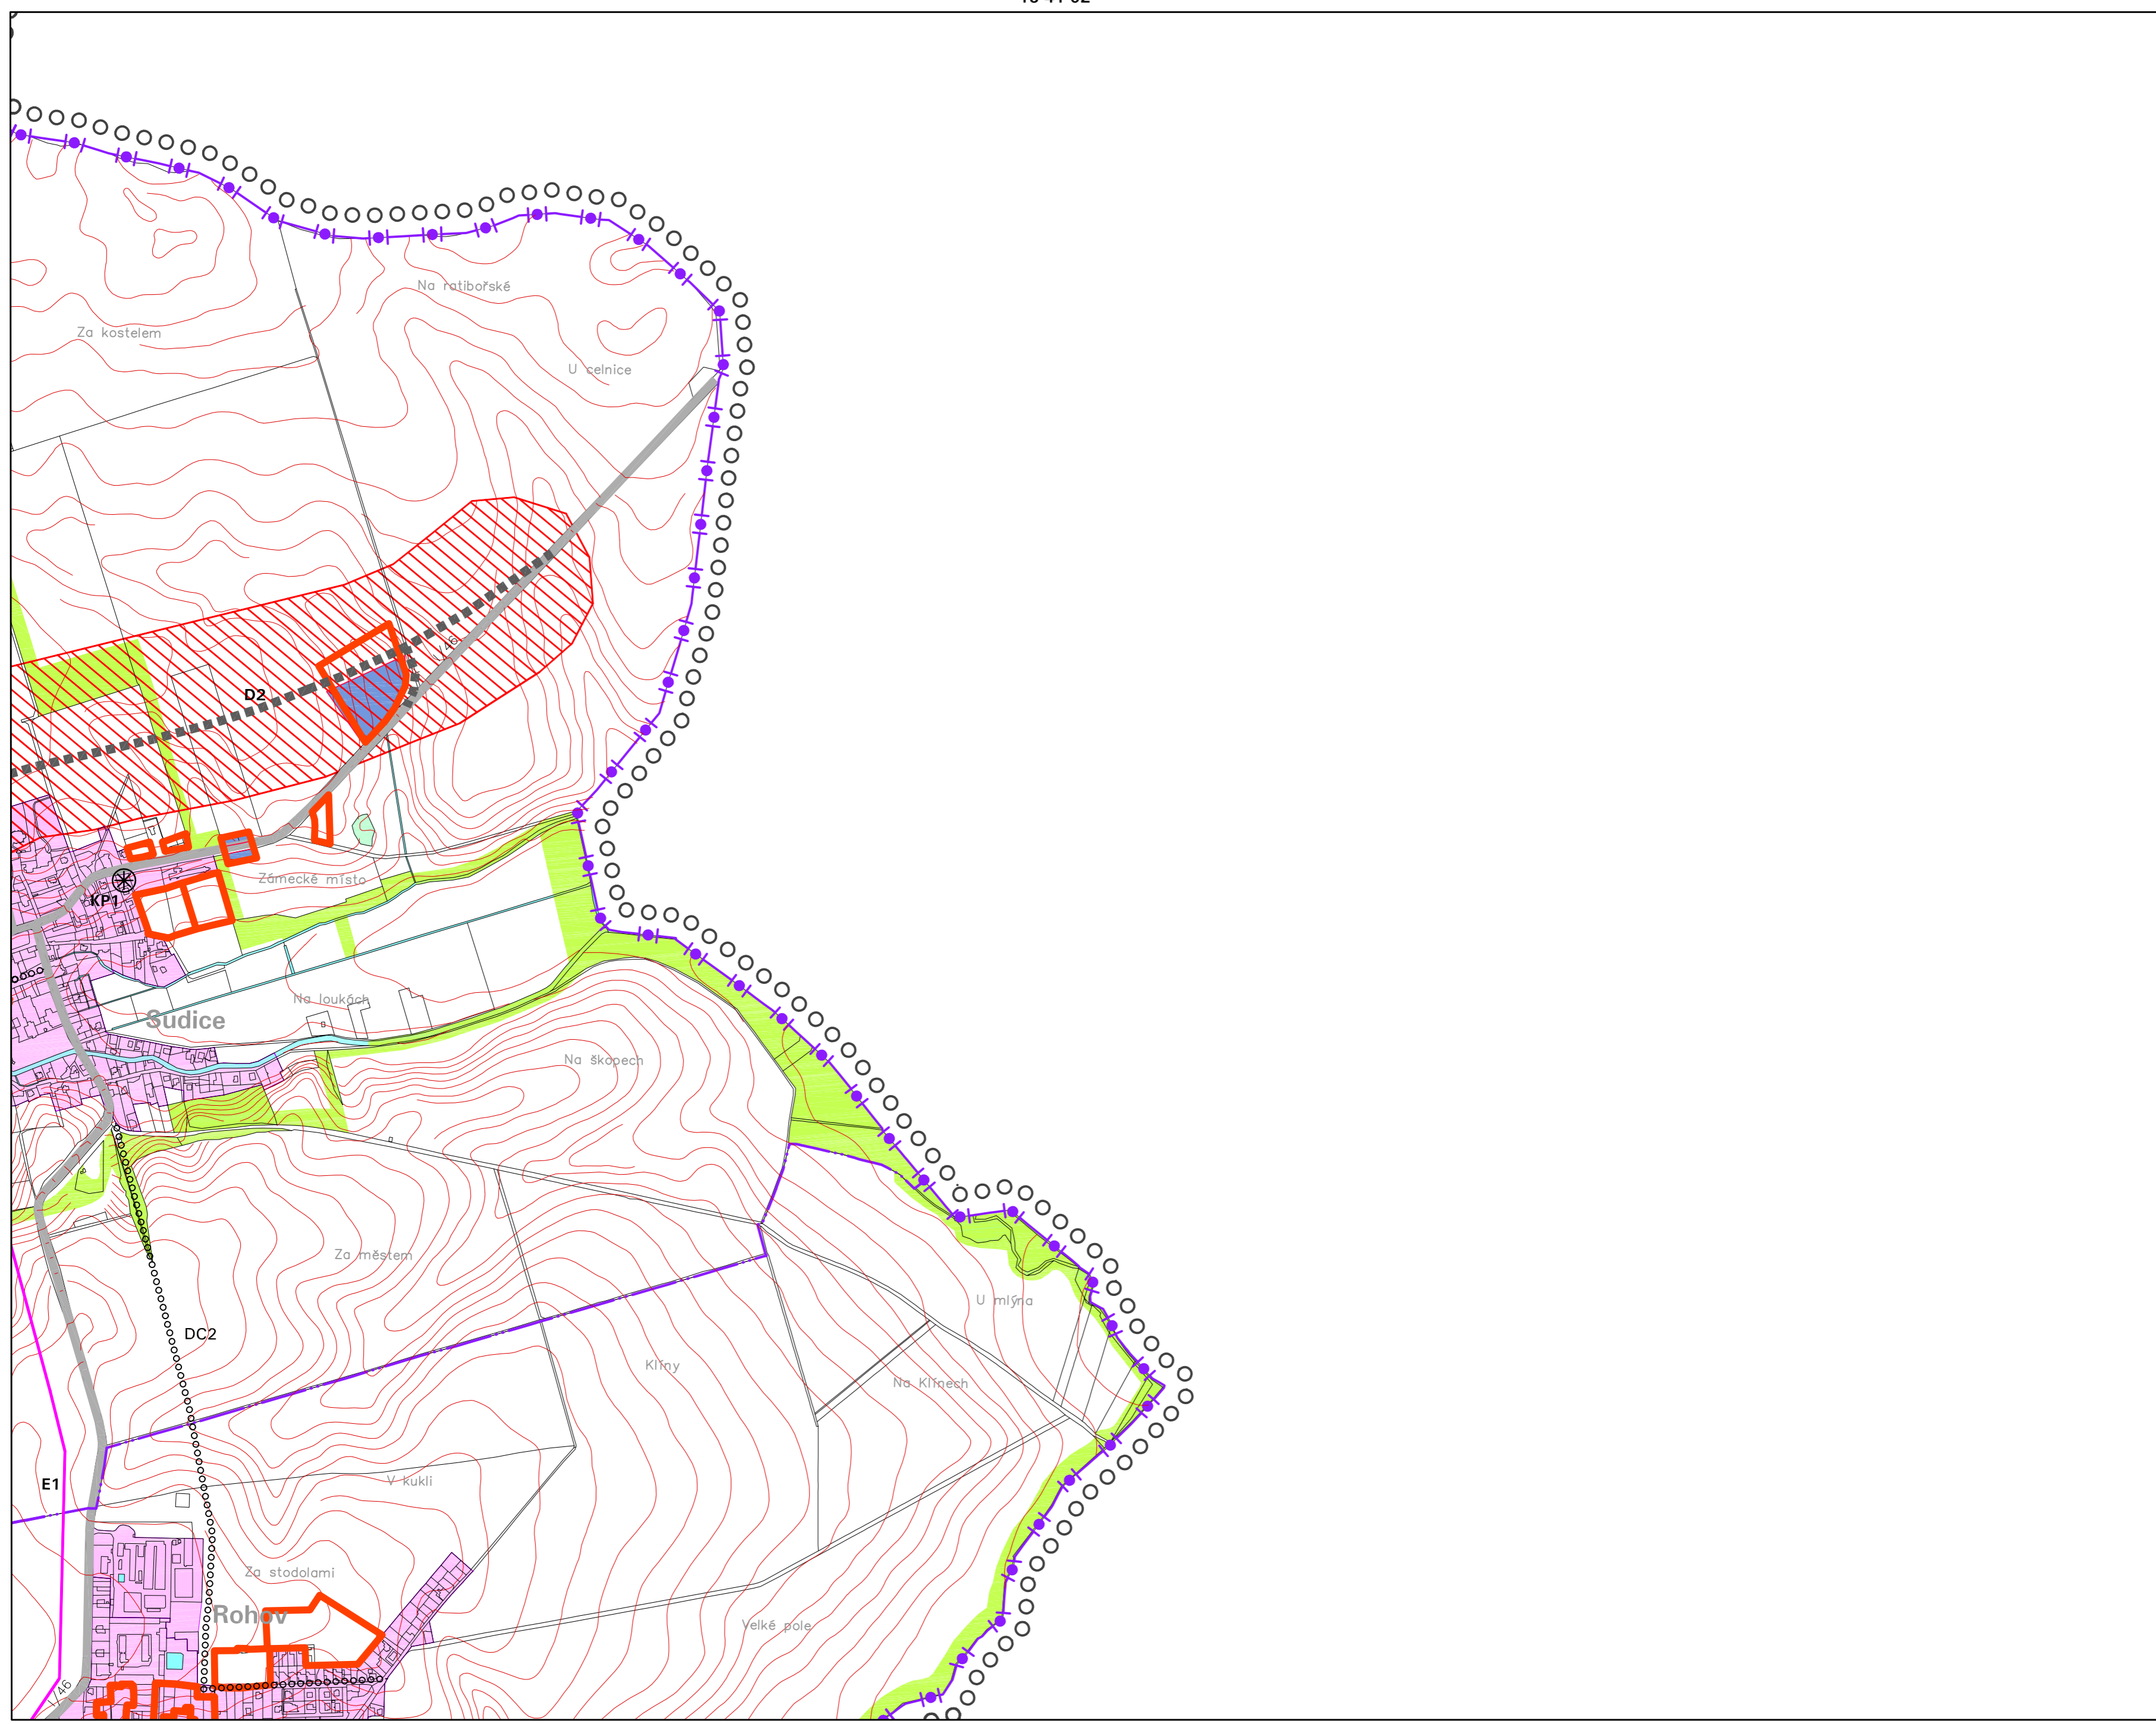 Na ratibořské
Za kostelem
U celnice
D2
Zámecké místo
KP1
Na loukách
Sudice
Na škopech
Za městem
U mlýna
DC2
Klíny
Na Klínech
V kukli
E1
Za stodolami
Rohov
Velké pole
I/46